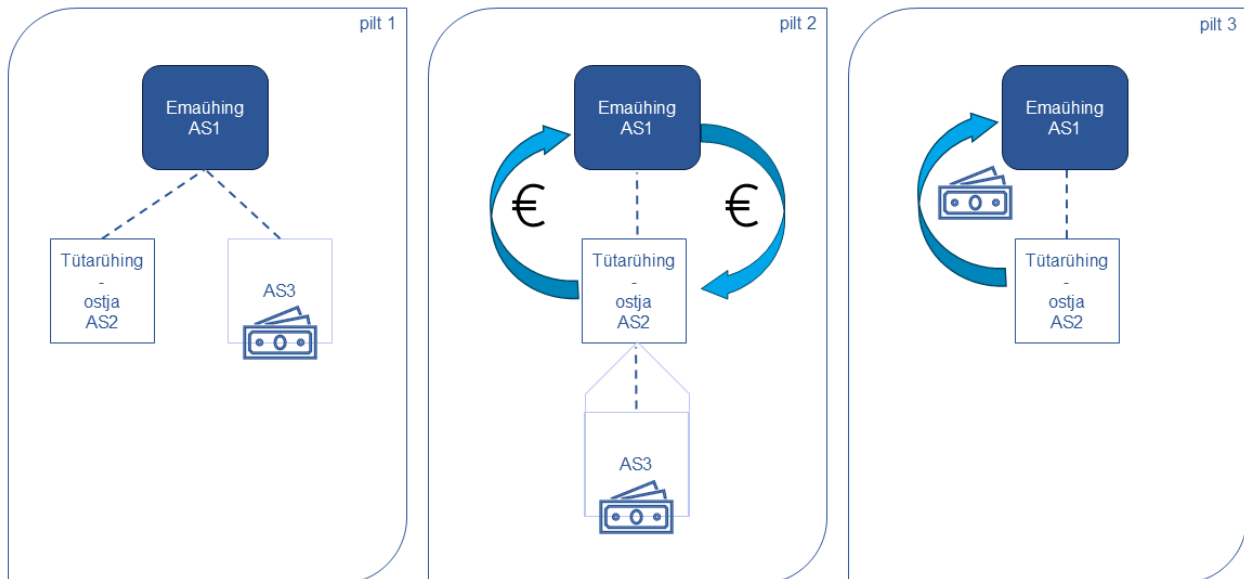 pilt 1
Emaühing
AS1
Tütarühing
-
ostja
AS2
AS3
pilt 2
Emaühing
AS1
€
€
Tütarühing
-
ostja
AS2
AS3
pilt 3
Emaühing
AS1
Tütarühing
-
ostja
AS2